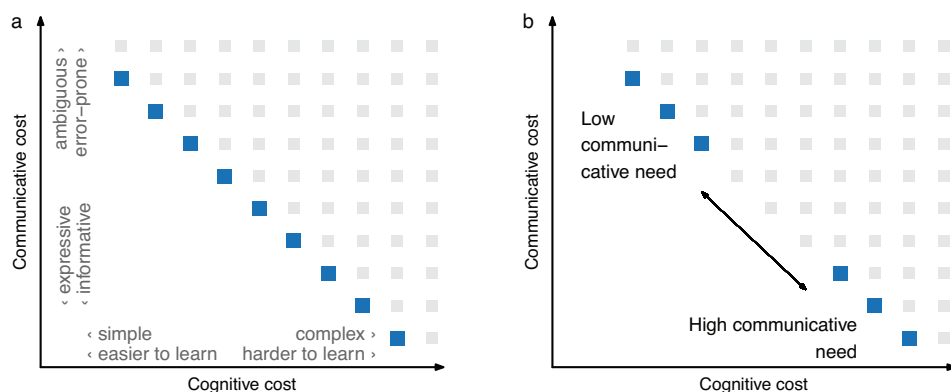 a
Communicative cost
ambiguous ›
error−prone ›
‹ expressive
‹ informative
‹ simple
‹ easier to learn
complex ›
harder to learn ›
Cognitive cost
b
Communicative cost
Low
communi−
cative need
High communicative
need
Cognitive cost